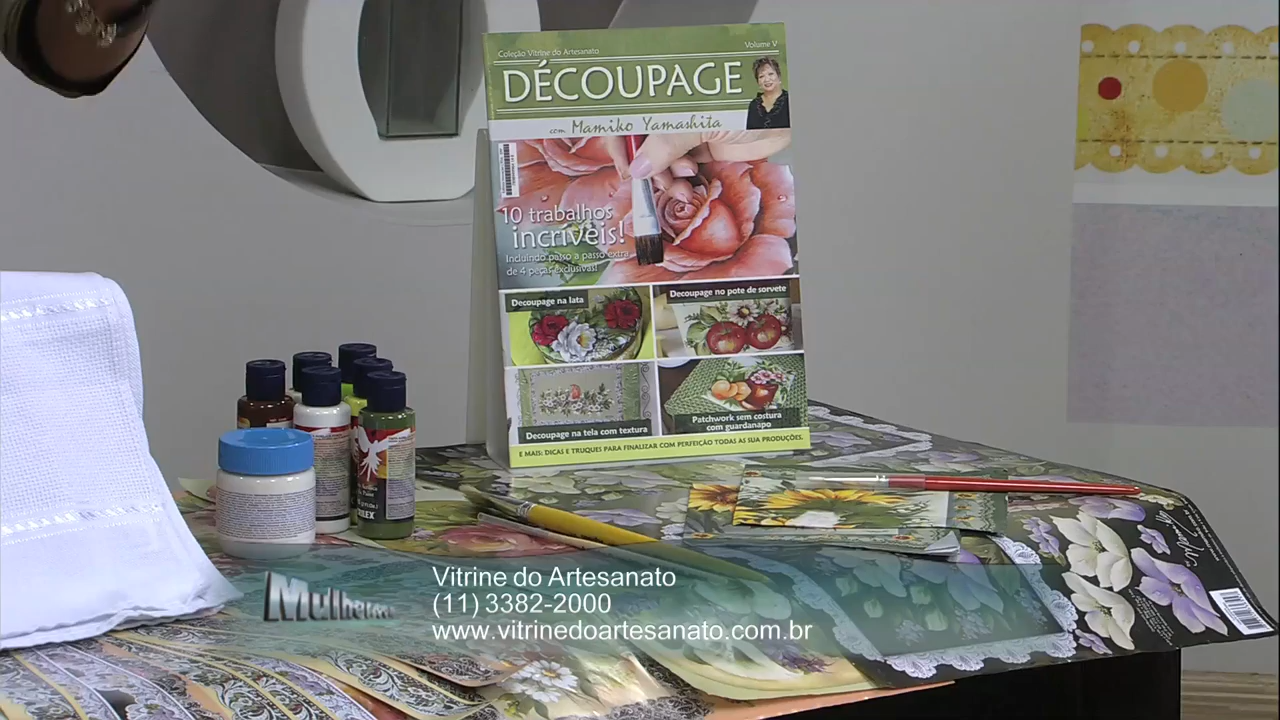 Coleção Vitrine do Artesanato
Volume V
DÉCOUPAGE
com Mamiko Yamashita
10 trabalhos
incríveis!
Incluindo passo a passo extra
de 4 peças exclusivas!
Decoupage na lata
Decoupage no pote de sorvete
Decoupage na tela com textura
Patchwork sem costura
com guardanapo
E MAIS: DICAS E TRUQUES PARA FINALIZAR COM PERFEIÇÃO TODAS AS SUA PRODUÇÕES.
Vitrine do Artesanato
(11) 3382-2000
www.vitrinedoartesanato.com.br